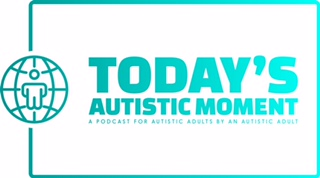 TODAY'S
AUTISTIC MOMENT
A PODCAST FOR AUTISTIC ADULTS BY AN AUTISTIC ADULT